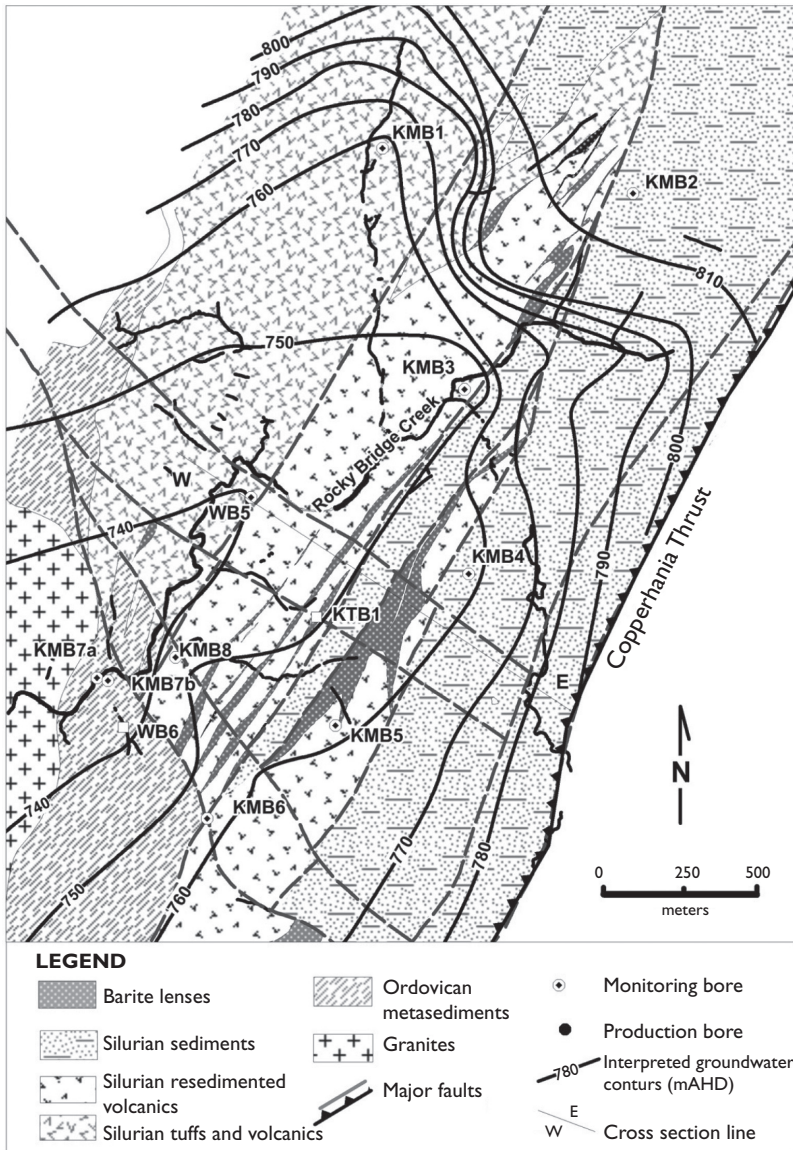 800
790
780
770
760
KMB1
KMB2
810
750
KMB3
Rocky Bridge Creek
800
W
WB5
740
KMB4
790
Copperhania Thrust
KTB1
KMB7a
KMB8
KMB7b
E
WB6
KMB5
N
740
KMB6
770
780
750
760
0 250 500
meters
LEGEND
Barite lenses
Silurian sediments
Silurian resedimented
volcanics
Silurian tuffs and volcanics
Ordovican
metasediments
Granites
Major faults
Monitoring bore
Production bore
780
Interpreted groundwater
conturs (mAHD)
E
W
Cross section line